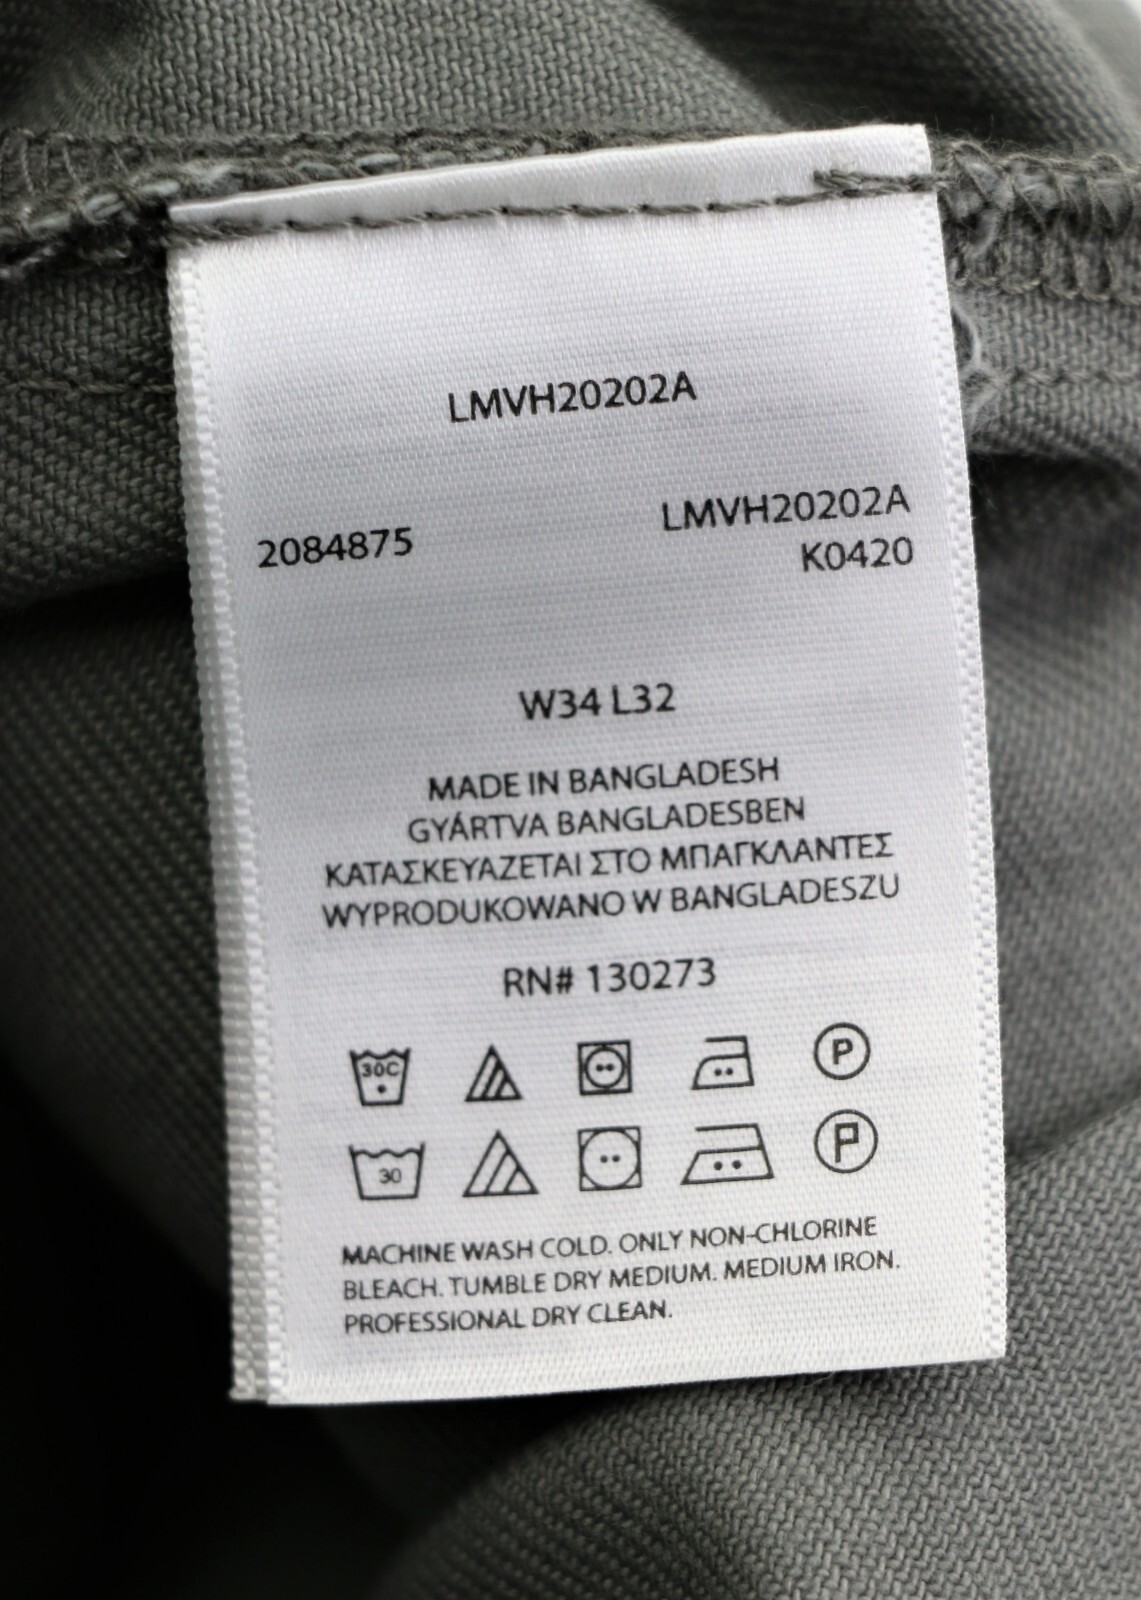 LMVH20202A
2084875
LMVH20202A
K0420
W34 L32
MADE IN BANGLADESH
GYÁRTVA BANGLADESBEN
ΚΑΤΑΣΚΕΥΑΖΕΤΑΙ ΣΤΟ ΜΠΑΓΚΛΑΝΤΕΣ
WYPRODUKOWANO W BANGLADESZU
RN# 130273
30C P
30 P
MACHINE WASH COLD. ONLY NON-CHLORINE
BLEACH. TUMBLE DRY MEDIUM. MEDIUM IRON.
PROFESSIONAL DRY CLEAN.